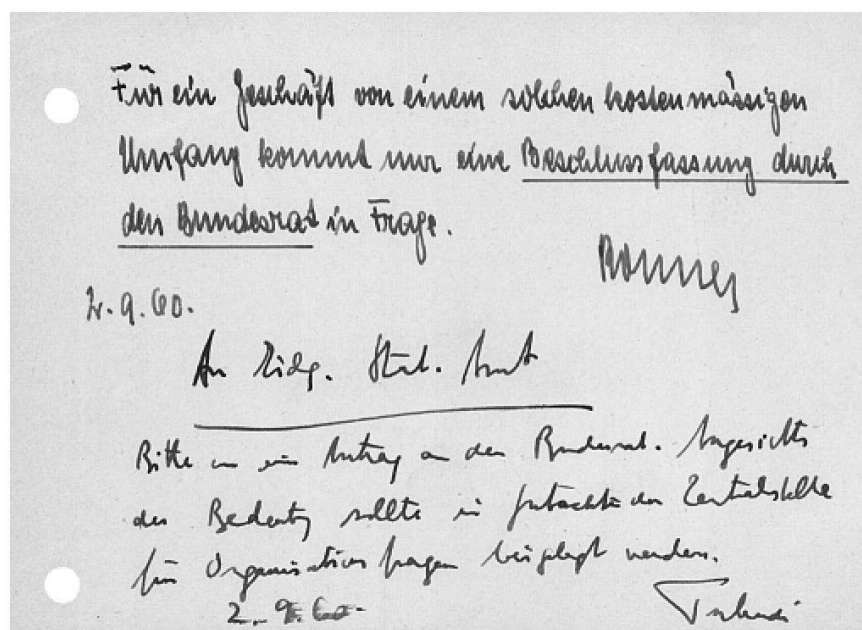 Für ein Geschäft von einem solchen kostenmässigen
Umfang kommt nur eine Beschlussfassung durch
den Bundesrat in Frage.
2.9.60.
An Eidg. Stat. Amt
Bitte um ein Antrag an den Bundesrat. Angesichts
der Bedeutg sollte ein Gutachten der Zentralstelle
für Organisationsfragen beigelegt werden.
2.9.60.
Tschudi